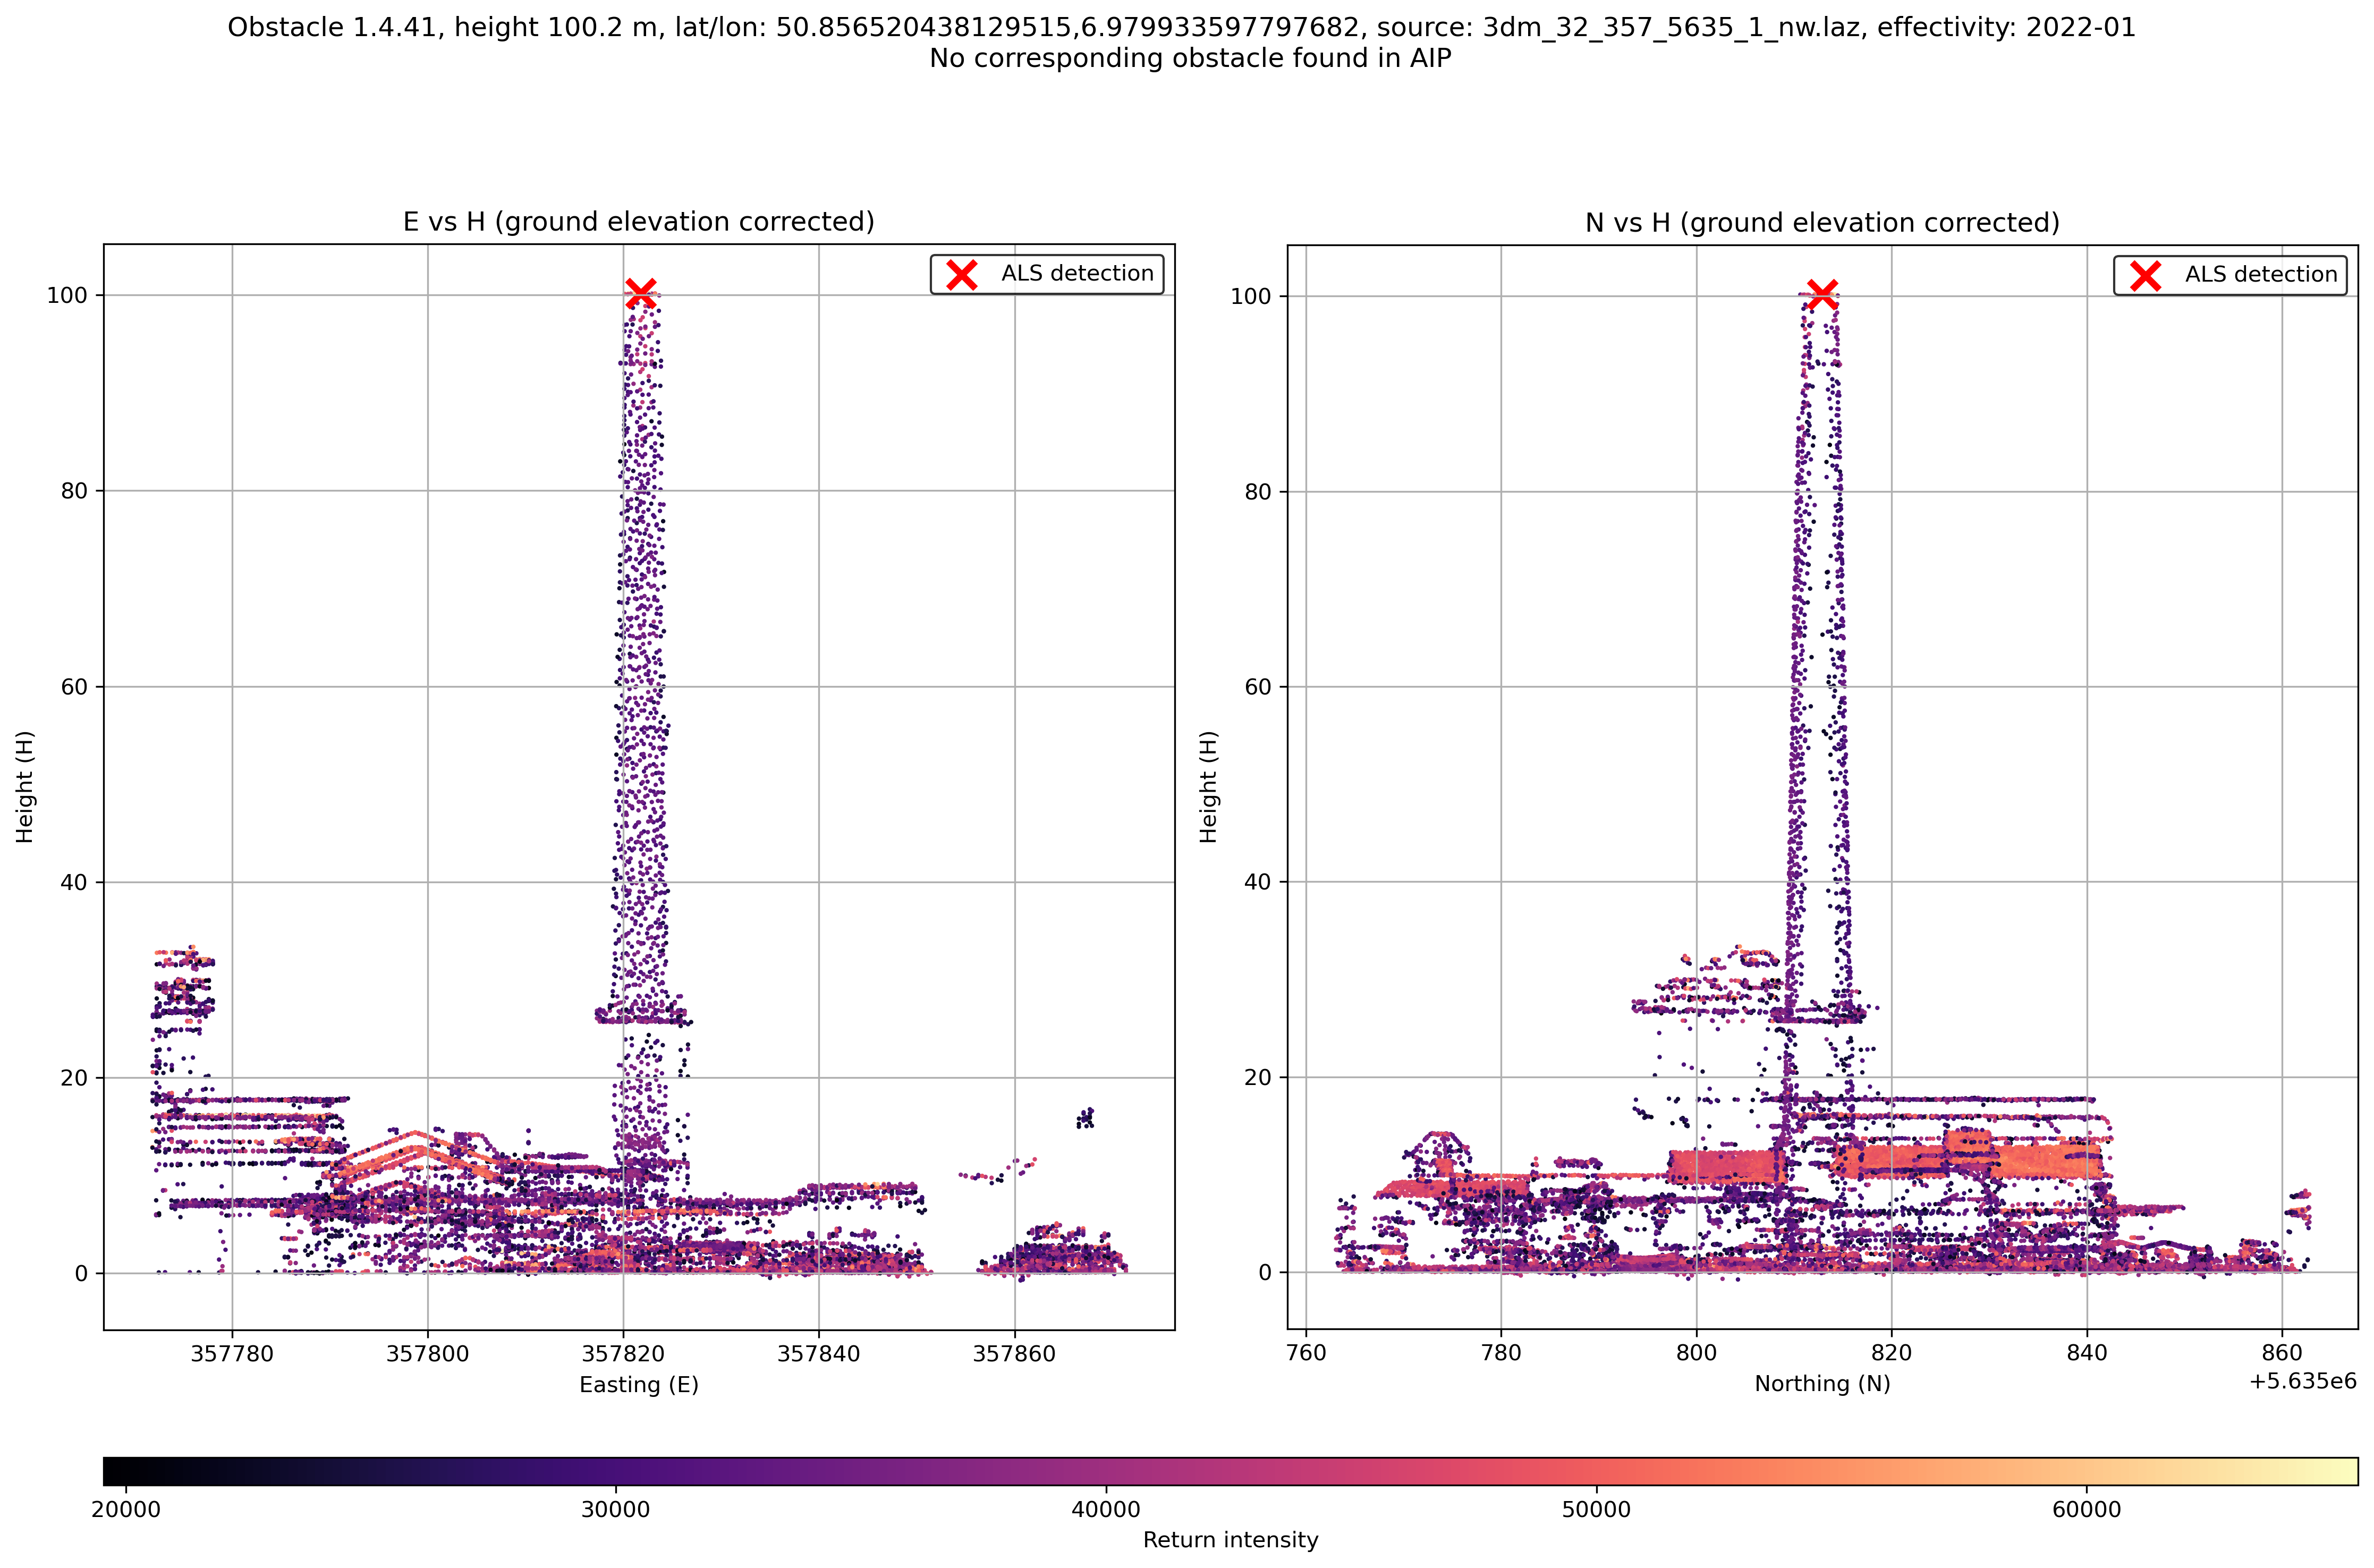 Obstacle 1.4.41, height 100.2 m, lat/lon: 50.856520438129515,6.979933597797682, source: 3dm_32_357_5635_1_nw.laz, effectivity: 2022-01
No corresponding obstacle found in AIP
E vs H (ground elevation corrected)
ALS detection
100
80
60
40
20
0
Height (H)
357780 357800 357820 357840 357860
Easting (E)
N vs H (ground elevation corrected)
ALS detection
100
80
60
40
20
0
Height (H)
760 780 800 820 840 860
+5.635e6
Northing (N)
20000 30000 40000 50000 60000
Return intensity